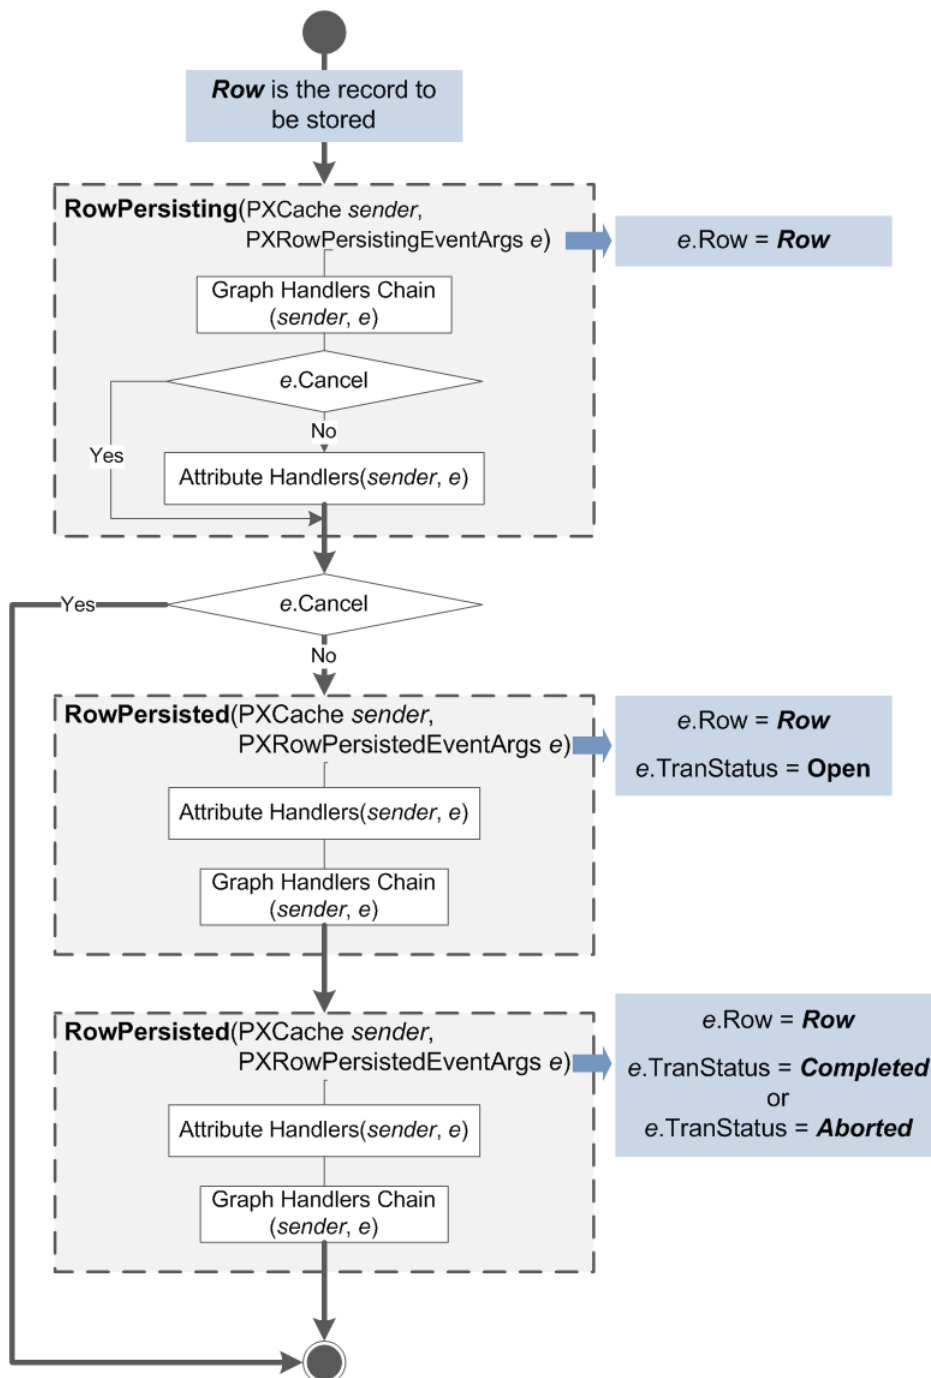 Row is the record to
be stored
RowPersisting(PXCache sender,
PXRowPersistingEventArgs e)
e.Row = Row
Graph Handlers Chain
(sender, e)
e.Cancel
No
Yes
Attribute Handlers(sender, e)
e.Cancel
Yes
No
RowPersisted(PXCache sender,
PXRowPersistedEventArgs e)
e.Row = Row
e.TranStatus = Open
Attribute Handlers(sender, e)
Graph Handlers Chain
(sender, e)
RowPersisted(PXCache sender,
PXRowPersistedEventArgs e)
e.Row = Row
e.TranStatus = Completed
or
e.TranStatus = Aborted
Attribute Handlers(sender, e)
Graph Handlers Chain
(sender, e)